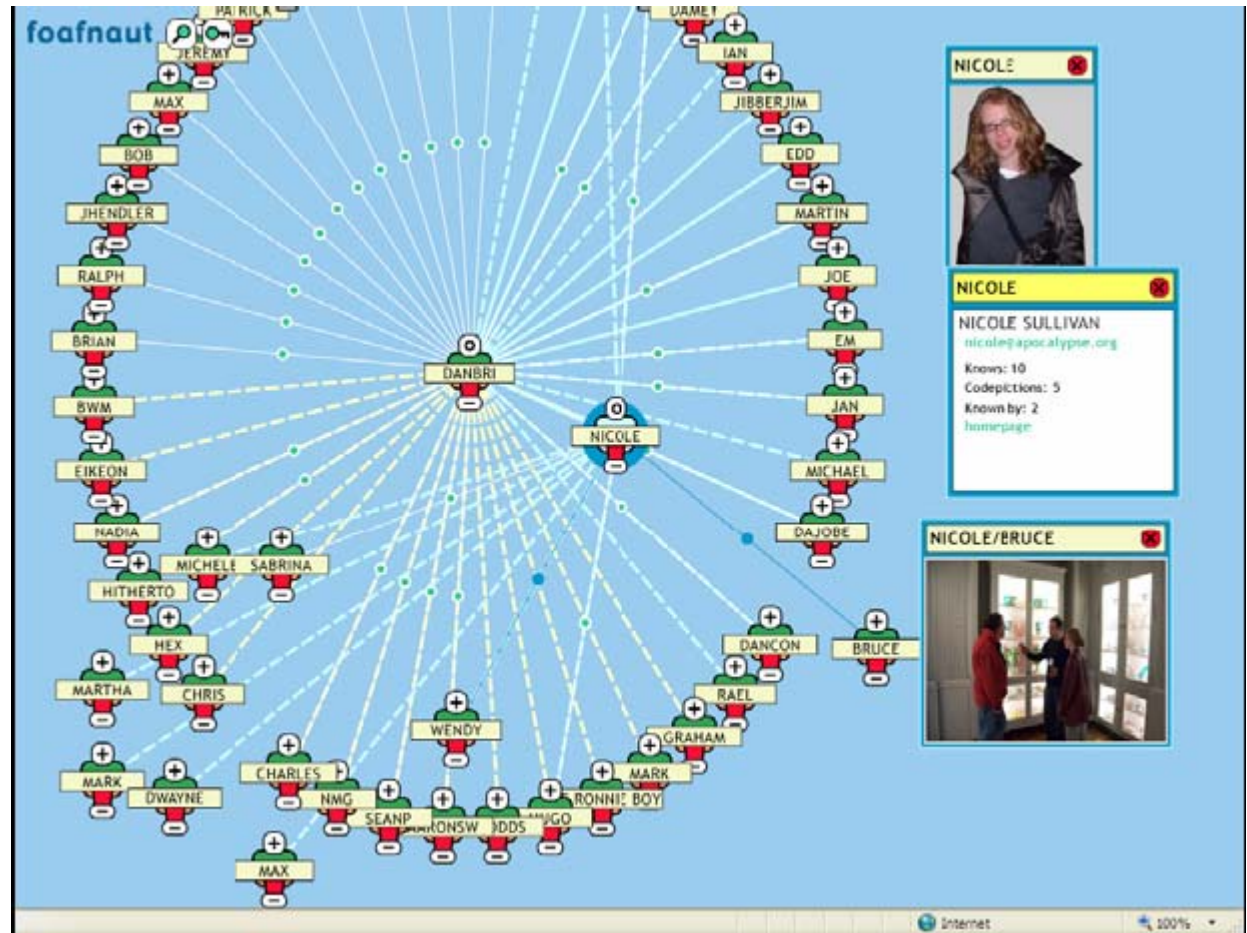 foafnaut
PATRICK
JEREMY
MAX
BOB
JHENDLER
RALPH
BRIAN
BWM
EIKEON
NADIA
MICHELE
SABRINA
HITHERTO
HEX
MARTHA
CHRIS
MARK
DWAYNE
CHARLES
NMG
MAX
SEANP
WENDY
HUGO
RONNIE BOY
MARK
GRAHAM
RAEL
DANCON
BRUCE
DAJOBE
MICHAEL
JAN
EM
JOE
MARTIN
EDD
JIBBERJIM
IAN
DAMEY
DANBRI
NICOLE
NICOLE
NICOLE
NICOLE SULLIVAN
nicole@apocalypse.org
Knows: 10
Codepictions: 5
Known by: 2
homepage
NICOLE/BRUCE
Internet
100%